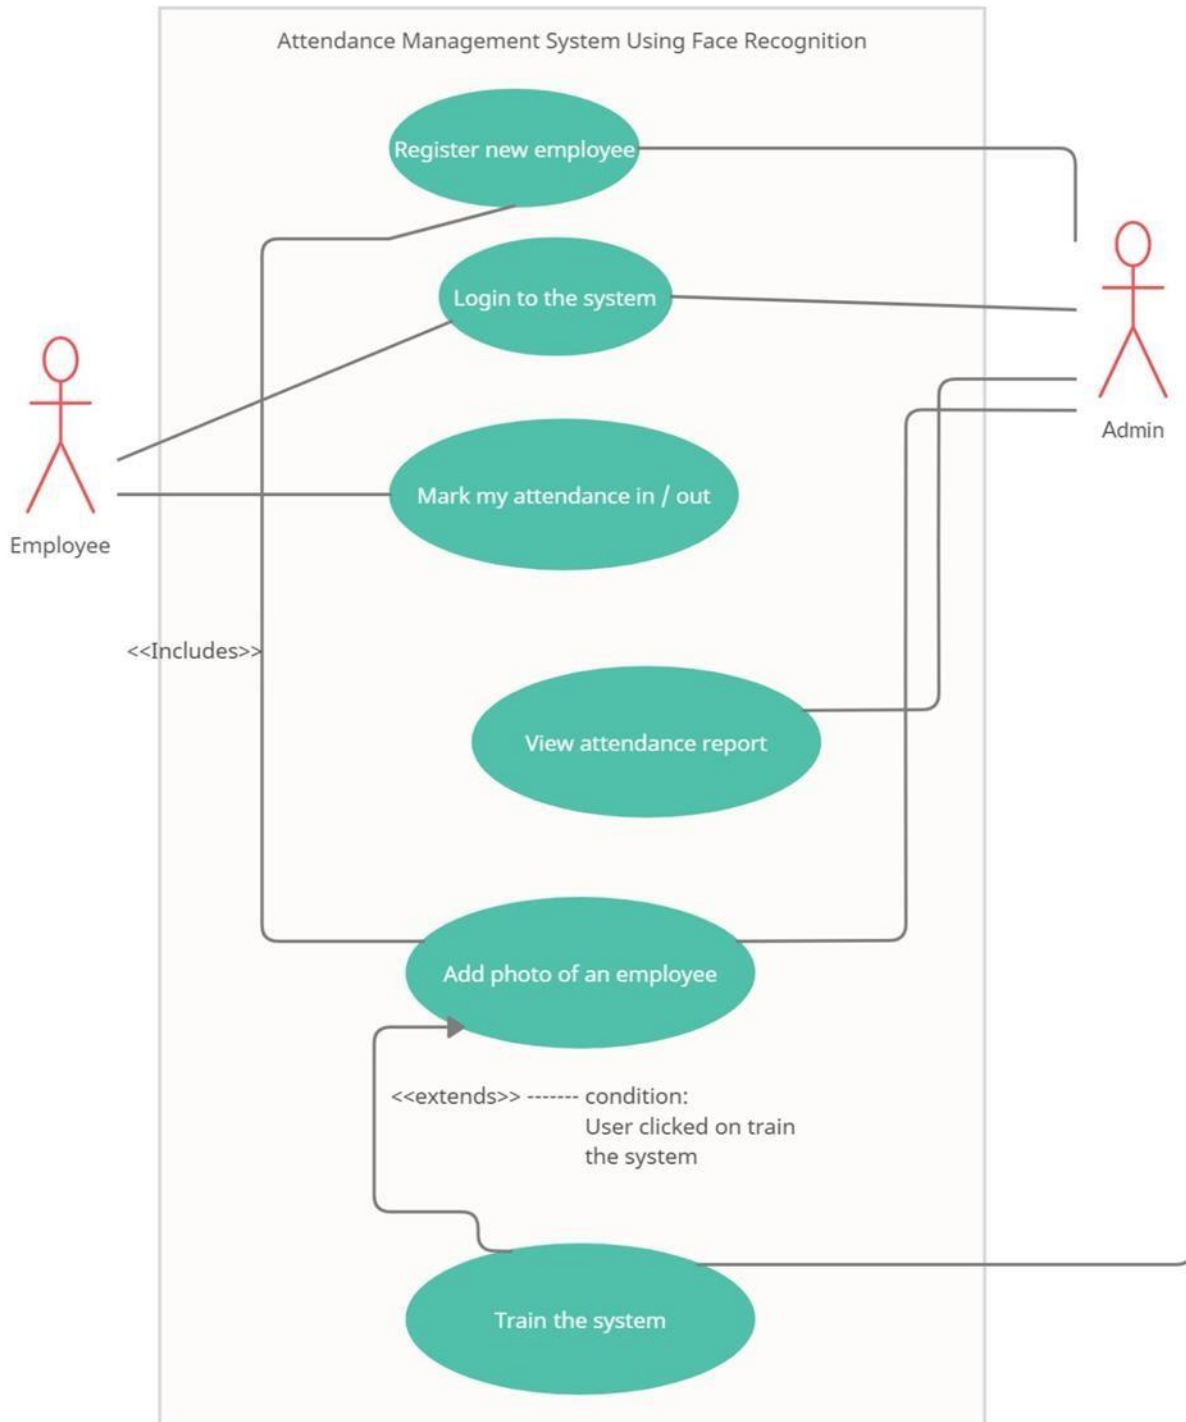 Attendance Management System Using Face Recognition
Register new employee
Login to the system
Admin
Mark my attendance in / out
Employee
<<Includes>>
View attendance report
Add photo of an employee
<<extends>> ------- condition:
User clicked on train
the system
Train the system